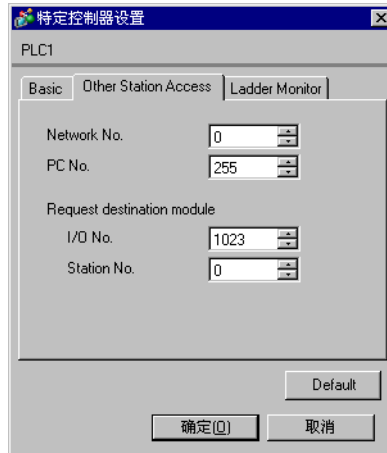 特定控制器设置
PLC1
Basic Other Station Access Ladder Monitor
Network No. 0
PC No. 255
Request destination module
I/O No. 1023
Station No. 0
Default
确定(O) 取消